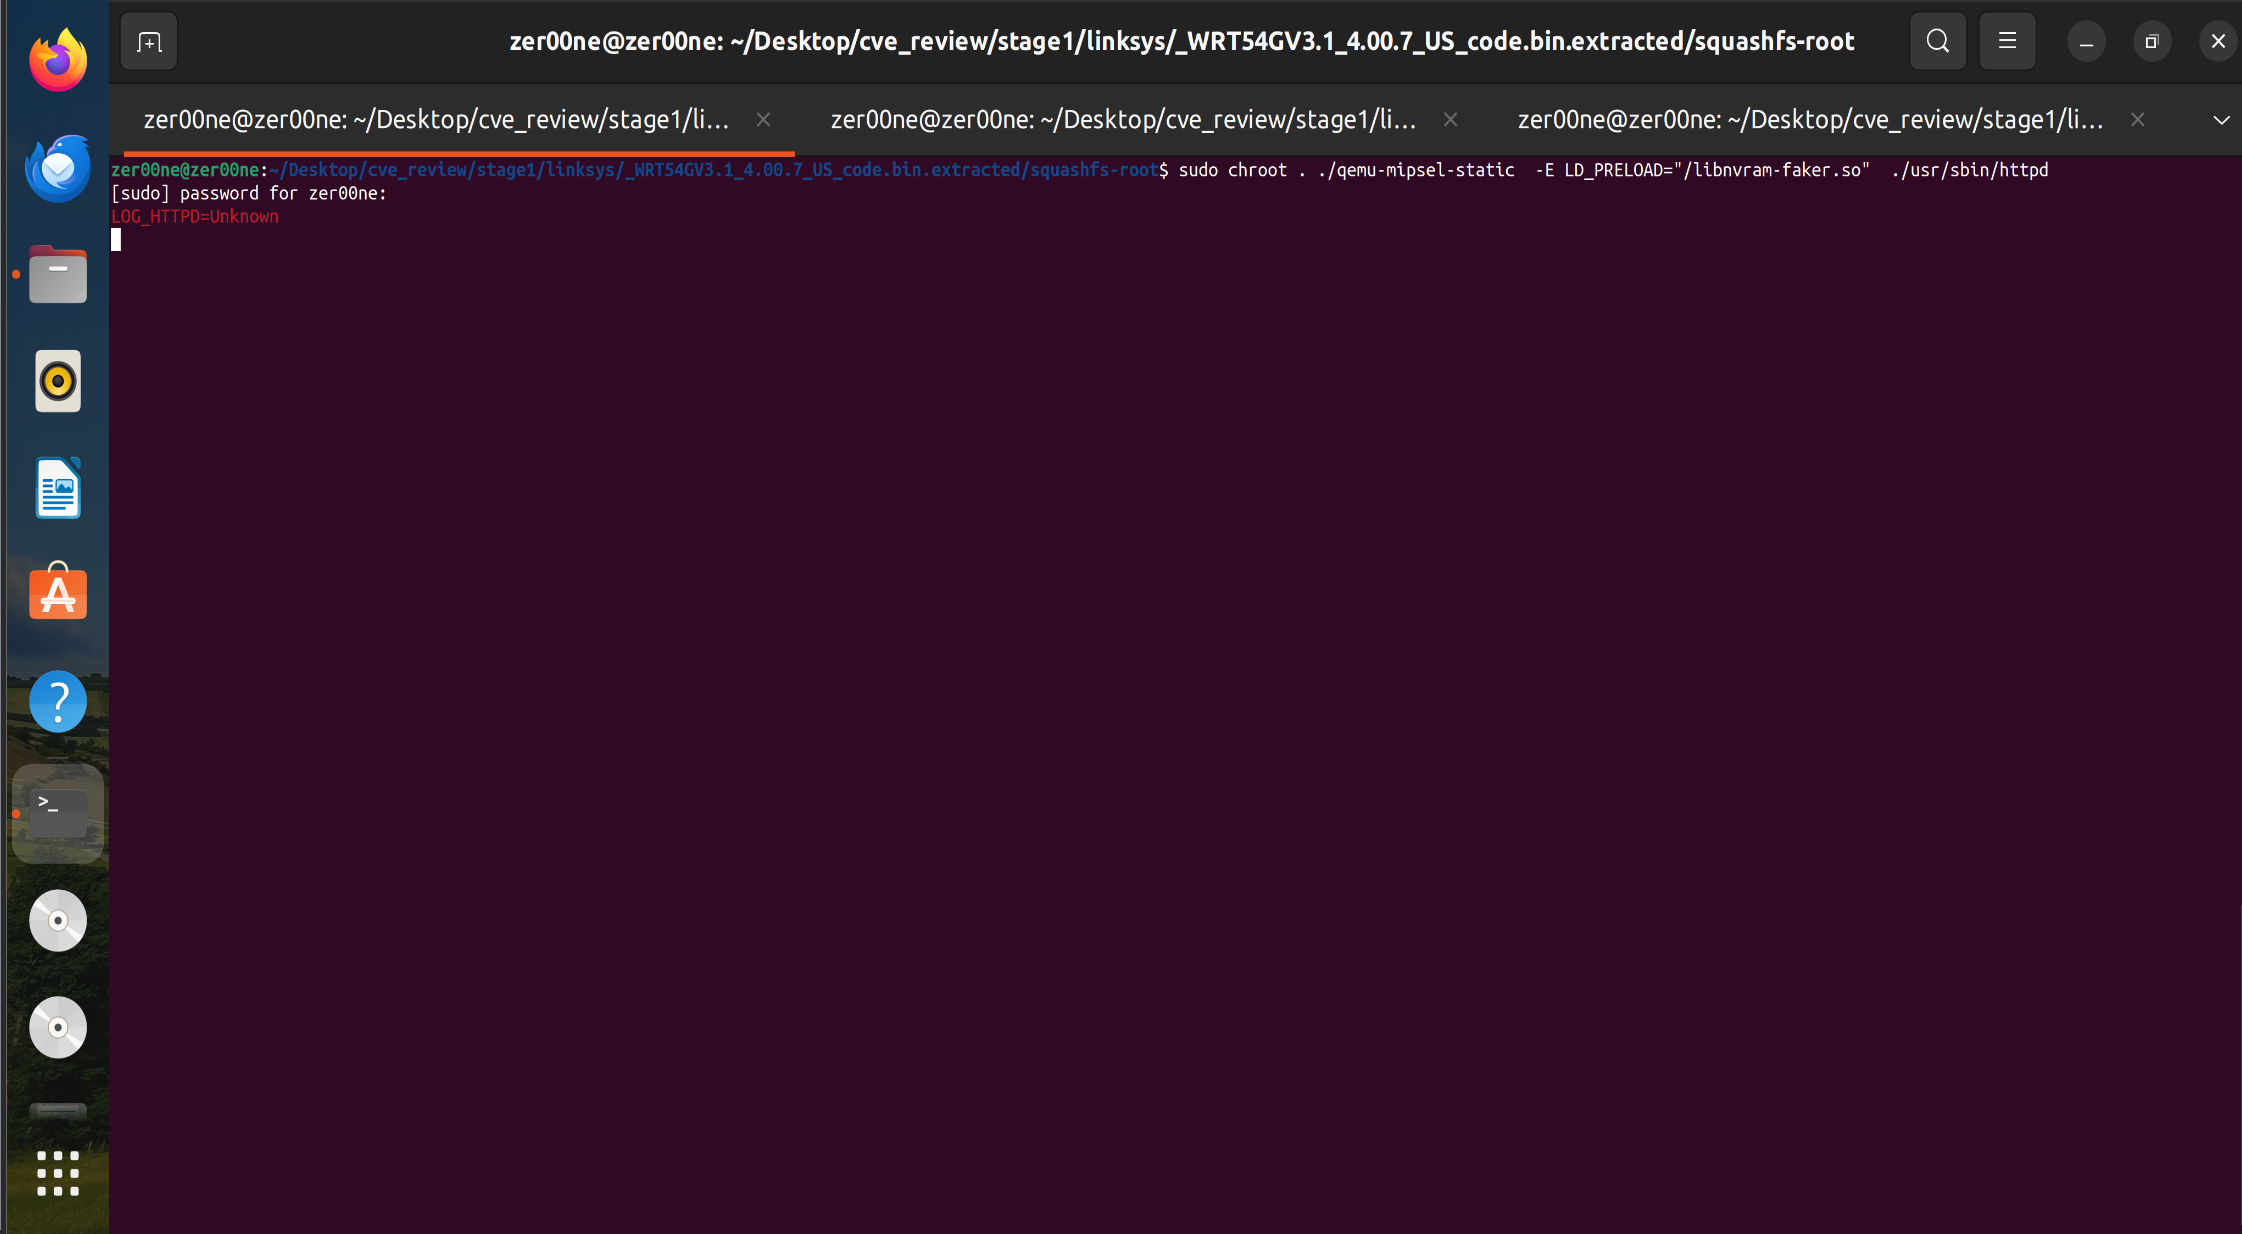 zer00ne@zer00ne: ~/Desktop/cve_review/stage1/linksys/_WRT54GV3.1_4.00.7_US_code.bin.extracted/squashfs-root
zer00ne@zer00ne: ~/Desktop/cve_review/stage1/li... zer00ne@zer00ne: ~/Desktop/cve_review/stage1/li... zer00ne@zer00ne: ~/Desktop/cve_review/stage1/li...
zer00ne@zer00ne:~/Desktop/cve_review/stage1/linksys/_WRT54GV3.1_4.00.7_US_code.bin.extracted/squashfs-root$ sudo chroot . ./qemu-mipsel-static  -E LD_PRELOAD="/libnvram-faker.so"  ./usr/sbin/httpd
[sudo] password for zer00ne:
LOG_HTTPD=Unknown